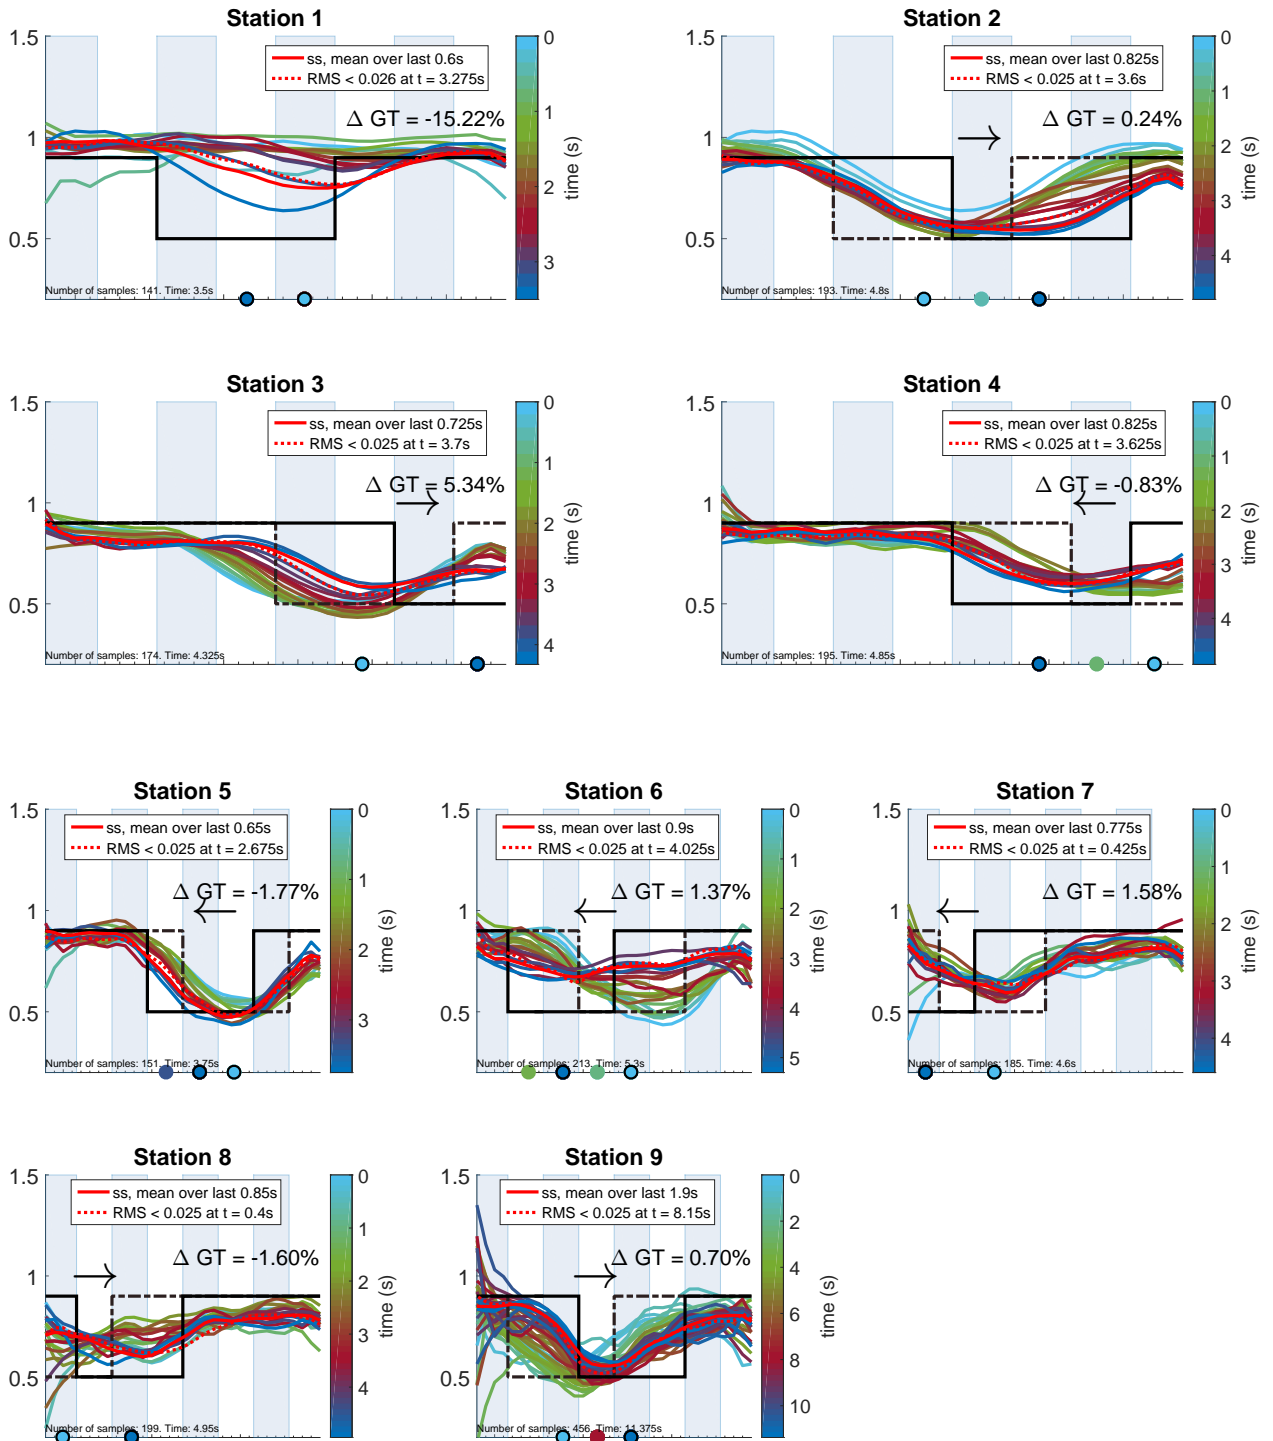 Station 1
1.5
1
0.5
ss, mean over last 0.6s
RMS < 0.026 at t = 3.275s
Δ GT = -15.22%
Number of samples: 141. Time: 3.5s
0
1
2
3
time (s)
Station 2
1.5
1
0.5
ss, mean over last 0.825s
RMS < 0.025 at t = 3.6s
Δ GT = 0.24%
Number of samples: 193. Time: 4.8s
0
1
2
3
4
time (s)
Station 3
1.5
1
0.5
ss, mean over last 0.725s
RMS < 0.025 at t = 3.7s
Δ GT = 5.34%
Number of samples: 174. Time: 4.325s
0
1
2
3
4
time (s)
Station 4
1.5
1
0.5
ss, mean over last 0.825s
RMS < 0.025 at t = 3.625s
Δ GT = -0.83%
Number of samples: 195. Time: 4.85s
0
1
2
3
4
time (s)
Station 5
1.5
1
0.5
ss, mean over last 0.65s
RMS < 0.025 at t = 2.675s
Δ GT = -1.77%
Number of samples: 151. Time: 3.75s
0
1
2
3
time (s)
Station 6
1.5
1
0.5
ss, mean over last 0.9s
RMS < 0.025 at t = 4.025s
Δ GT = 1.37%
Number of samples: 213. Time: 5.3s
0
1
2
3
4
5
time (s)
Station 7
1.5
1
0.5
ss, mean over last 0.775s
RMS < 0.025 at t = 0.425s
Δ GT = 1.58%
Number of samples: 185. Time: 4.6s
0
1
2
3
4
time (s)
Station 8
1.5
1
0.5
ss, mean over last 0.85s
RMS < 0.025 at t = 0.4s
Δ GT = -1.60%
Number of samples: 199. Time: 4.95s
0
1
2
3
4
time (s)
Station 9
1.5
1
0.5
ss, mean over last 1.9s
RMS < 0.025 at t = 8.15s
Δ GT = 0.70%
Number of samples: 456. Time: 11.375s
0
2
4
6
8
10
time (s)